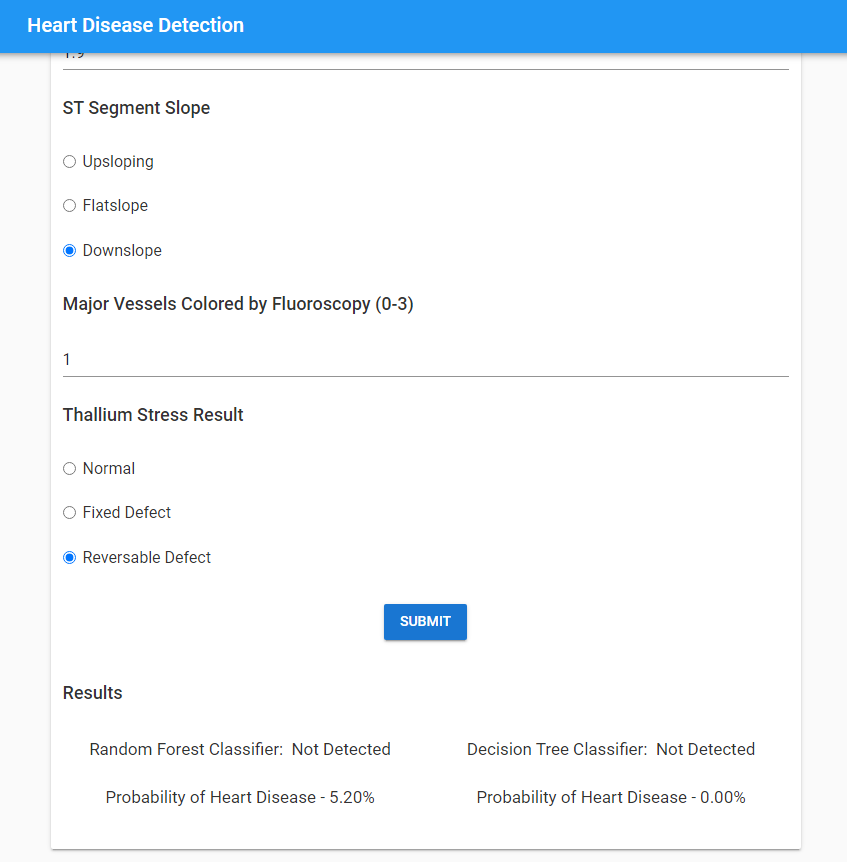 Heart Disease Detection
1.9
ST Segment Slope
Upsloping
Flatslope
Downslope
Major Vessels Colored by Fluoroscopy (0-3)
1
Thallium Stress Result
Normal
Fixed Defect
Reversable Defect
SUBMIT
Results
Random Forest Classifier: Not Detected
Decision Tree Classifier: Not Detected
Probability of Heart Disease - 5.20%
Probability of Heart Disease - 0.00%